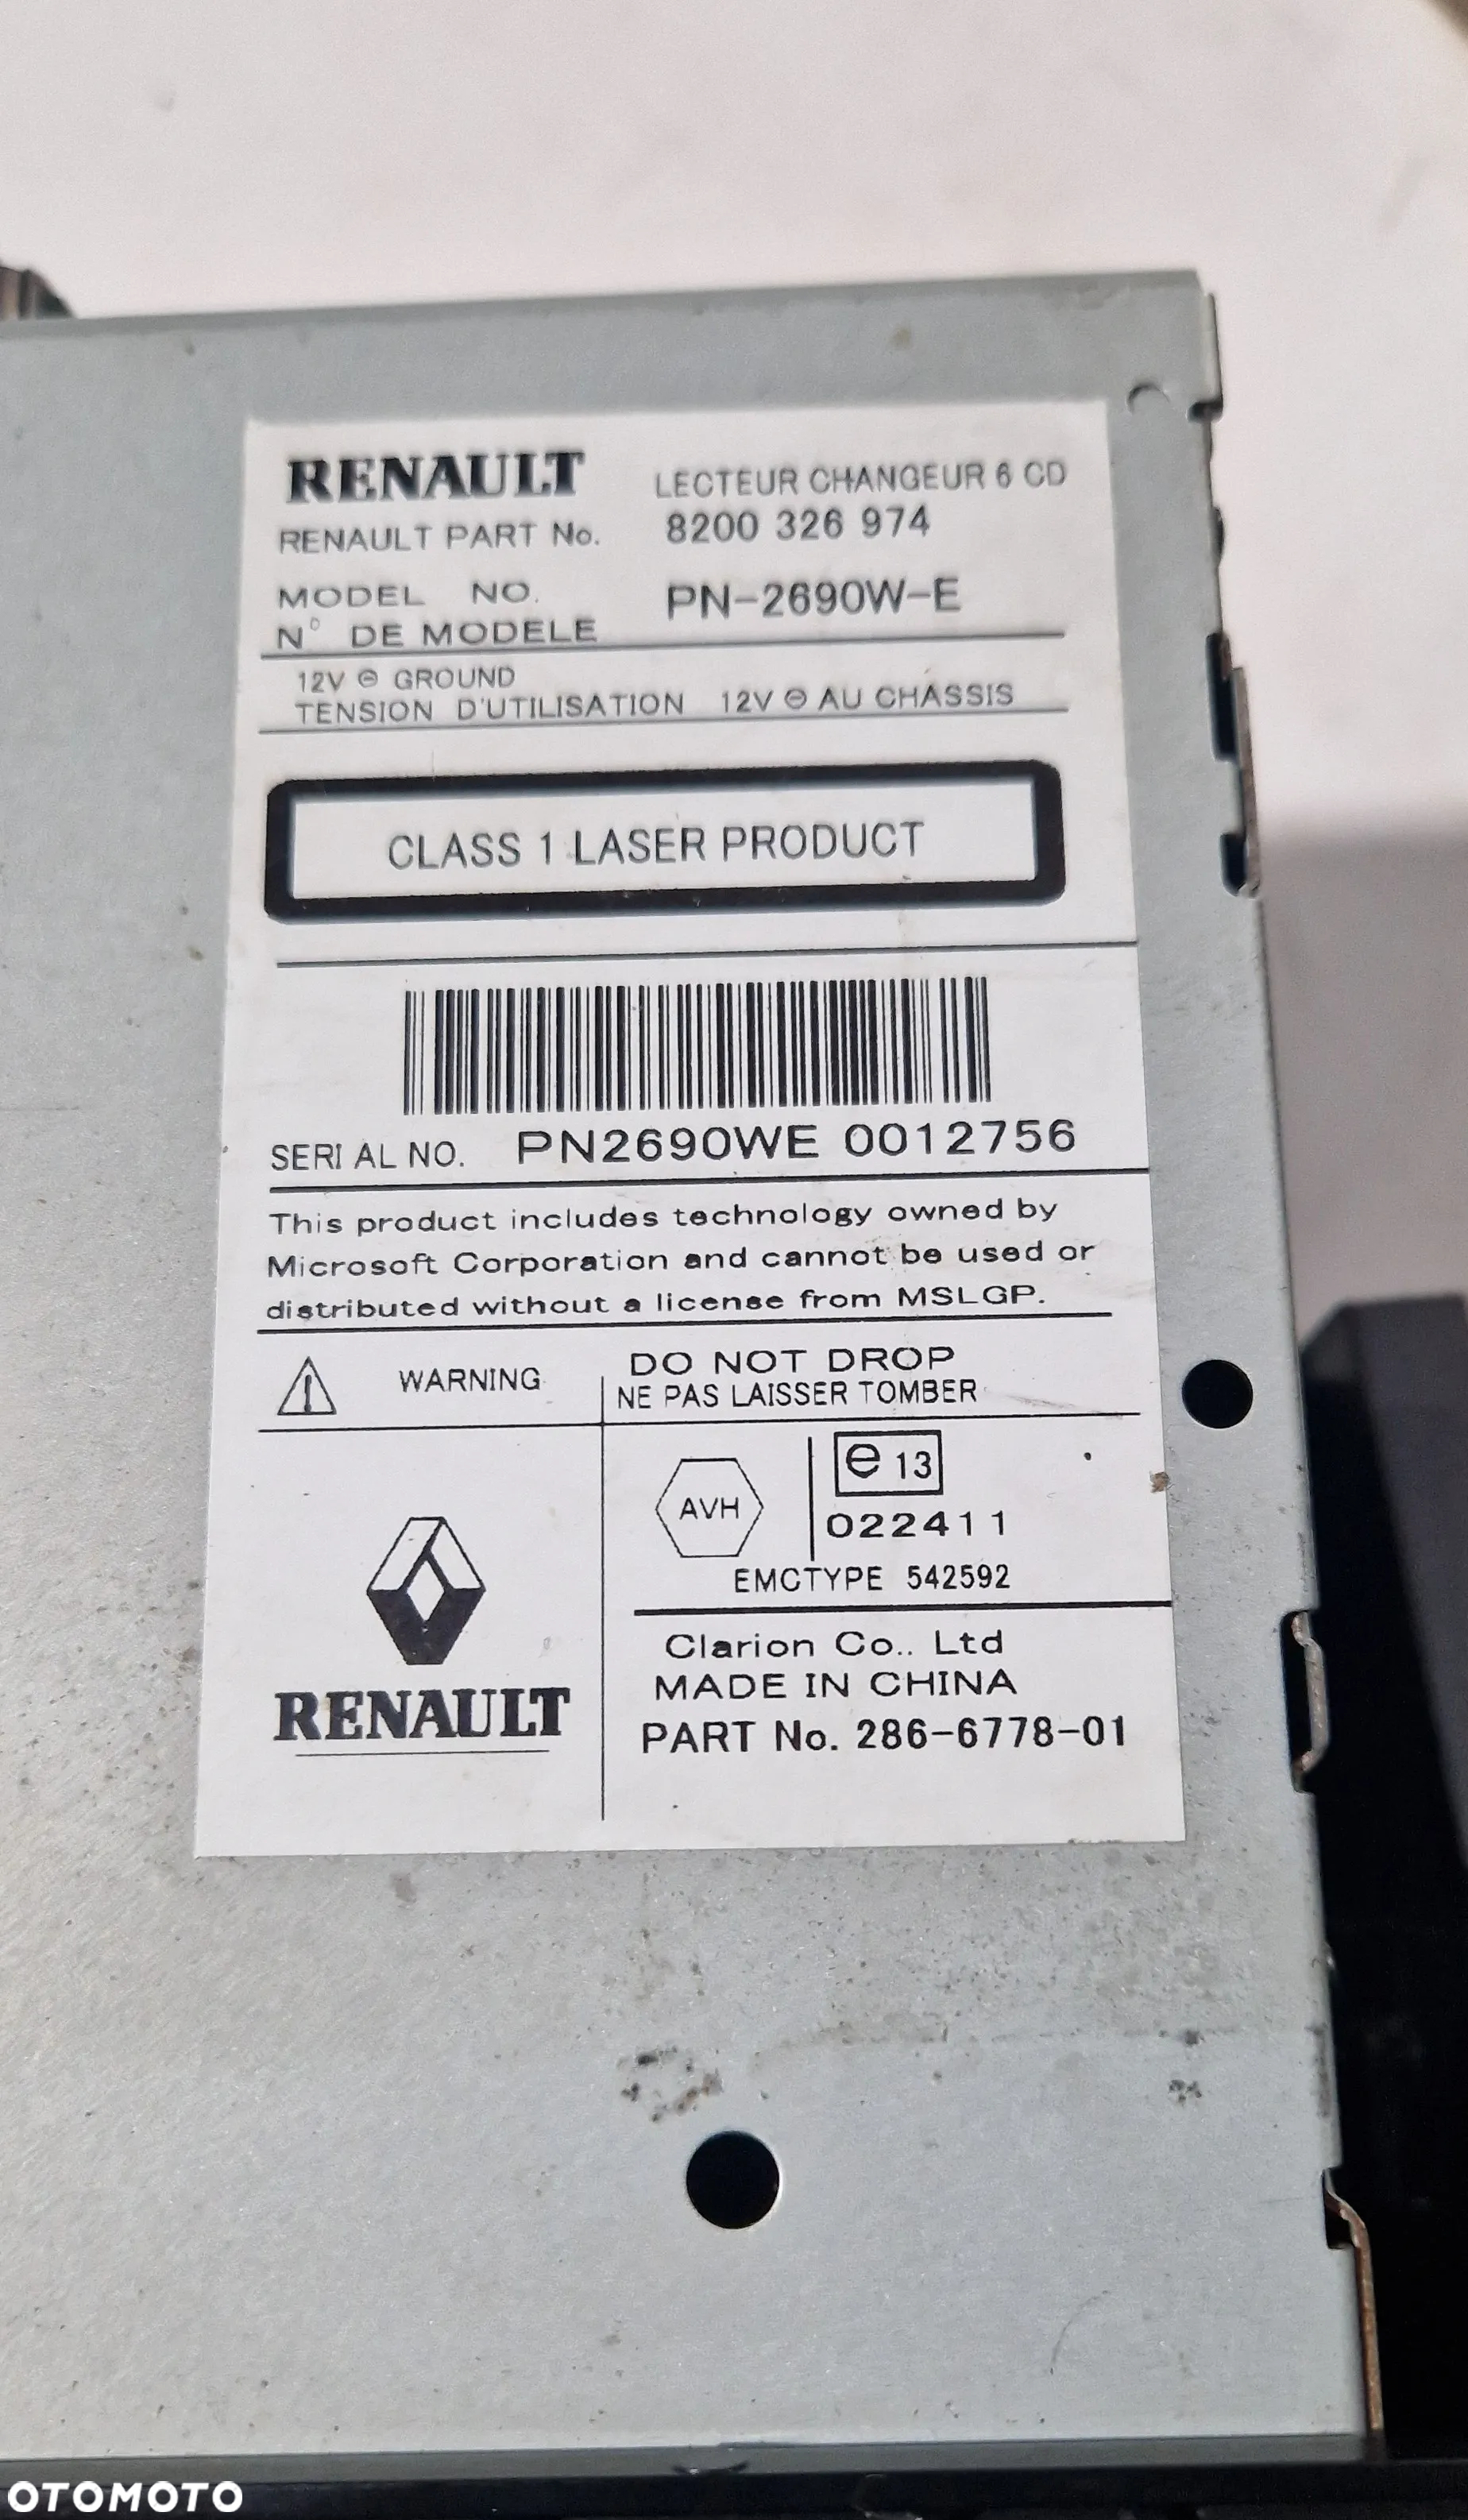 RENAULT LECTEUR CHANGEUR 6 CD
RENAULT PART No. 8200 326 974
MODEL NO. PN-2690W-E
N° DE MODELE
12V ⊖ GROUND
TENSION D'UTILISATION 12V ⊖ AU CHASSIS
CLASS 1 LASER PRODUCT
SERIAL NO. PN2690WE 0012756
This product includes technology owned by
Microsoft Corporation and cannot be used or
distributed without a license from MSLGP.
WARNING DO NOT DROP
NE PAS LAISSER TOMBER
AVH e 13
022411
EMCTYPE 542592
RENAULT
Clarion Co.. Ltd
MADE IN CHINA
PART No. 286-6778-01
OTOMOTO